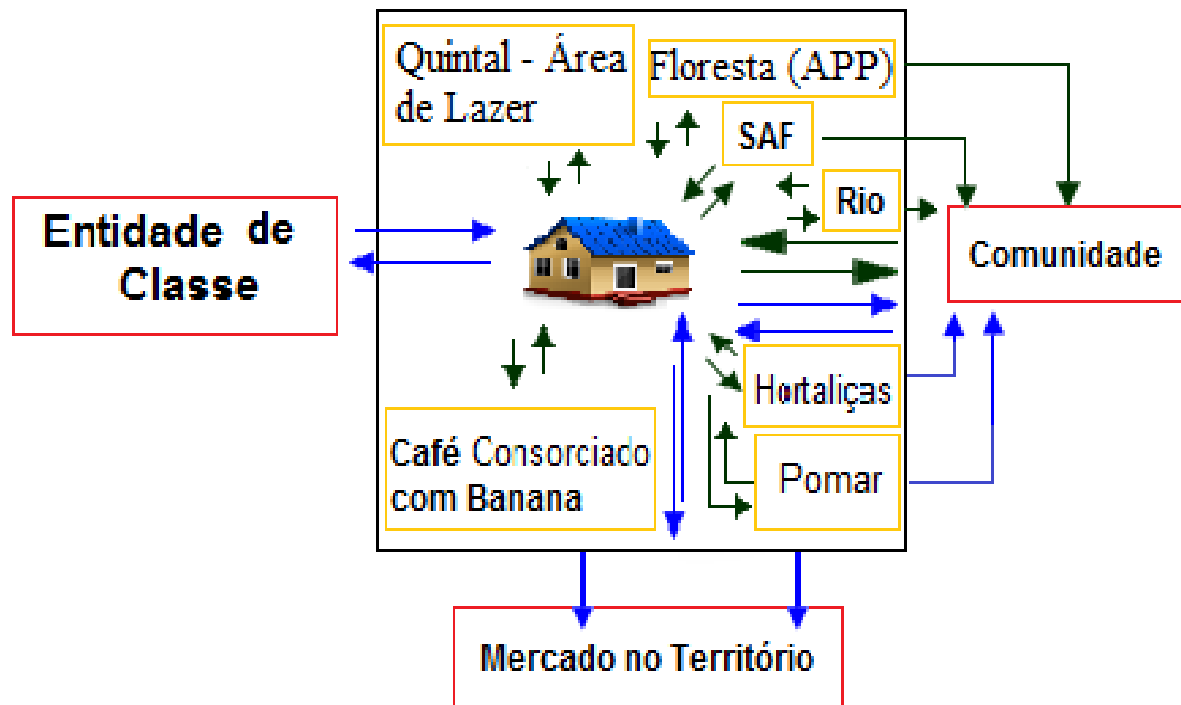 Quintal - Área
de Lazer
Floresta (APP)
SAF
Rio
Entidade de
Classe
Comunidade
Hortaliças
Café Consorciado
com Banana
Pomar
Mercado no Território